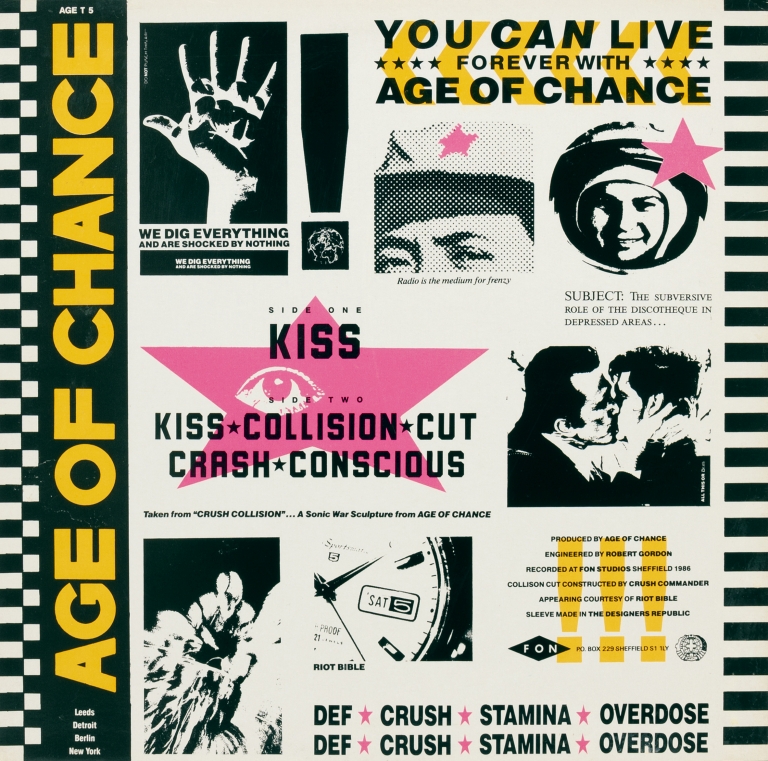 AGE T 5
AGE OF CHANCE
Leeds
Detroit
Berlin
New York
WE DIG EVERYTHING
AND ARE SHOCKED BY NOTHING
WE DIG EVERYTHING
AND ARE SHOCKED BY NOTHING
YOU CAN LIVE
★★★★ FOREVER WITH ★★★★
AGE OF CHANCE
Radio is the medium for frenzy
SUBJECT: THE SUBVERSIVE
ROLE OF THE DISCOTHEQUE IN
DEPRESSED AREAS...
SIDE ONE
KISS
SIDE TWO
KISS★COLLISION★CUT
CRASH★CONSCIOUS
Taken from "CRUSH COLLISION"... A Sonic War Sculpture from AGE OF CHANCE
ALL THIS OR
5
SAT 5
PROOF
21
RIOT BIBLE
PRODUCED BY AGE OF CHANCE
ENGINEERED BY ROBERT GORDON
RECORDED AT FON STUDIOS SHEFFIELD 1986
COLLISON CUT CONSTRUCTED BY CRUSH COMMANDER
APPEARING COURTESY OF RIOT BIBLE
SLEEVE MADE IN THE DESIGNERS REPUBLIC
FON
P.O. BOX 229 SHEFFIELD S1 1LY
DEF ★ CRUSH ★ STAMINA ★ OVERDOSE
DEF ★ CRUSH ★ STAMINA ★ OVERDOSE